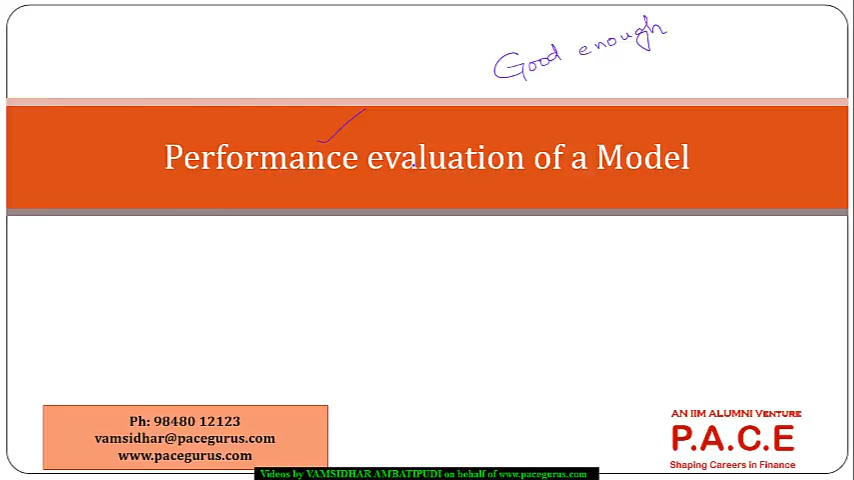 Good enough
Performance evaluation of a Model
Ph: 98480 12123
vamsidhar@pacegurus.com
www.pacegurus.com
AN IIM ALUMNI VENTURE
P.A.C.E
Shaping Careers in Finance
Videos by VAMSIDHAR AMBATIPUDI on behalf of www.pacegurus.com